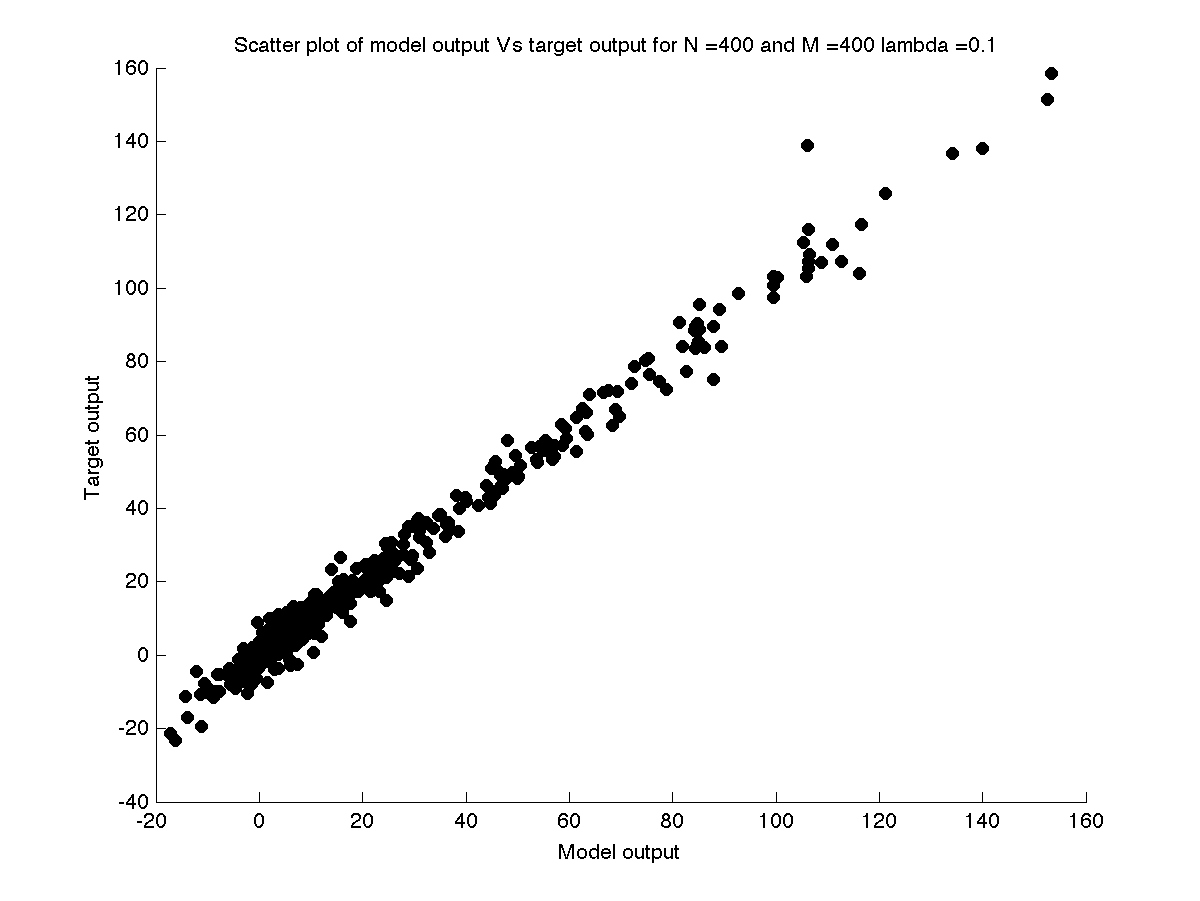 Scatter plot of model output Vs target output for N =400 and M =400 lambda =0.1
160
140
120
100
80
60
40
20
0
-20
-40
Target output
-20 0 20 40 60 80 100 120 140 160
Model output